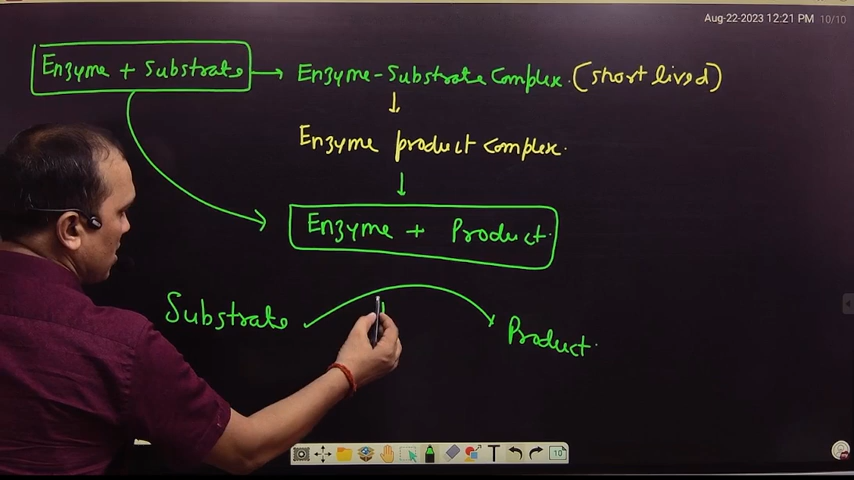 Aug-22-2023 12:21 PM 10/10
Enzyme + Substrate → Enzyme-Substrate Complex. (short lived)
↓
Enzyme product complex.
↓
Enzyme + Product.
Substrate Product.
T 10